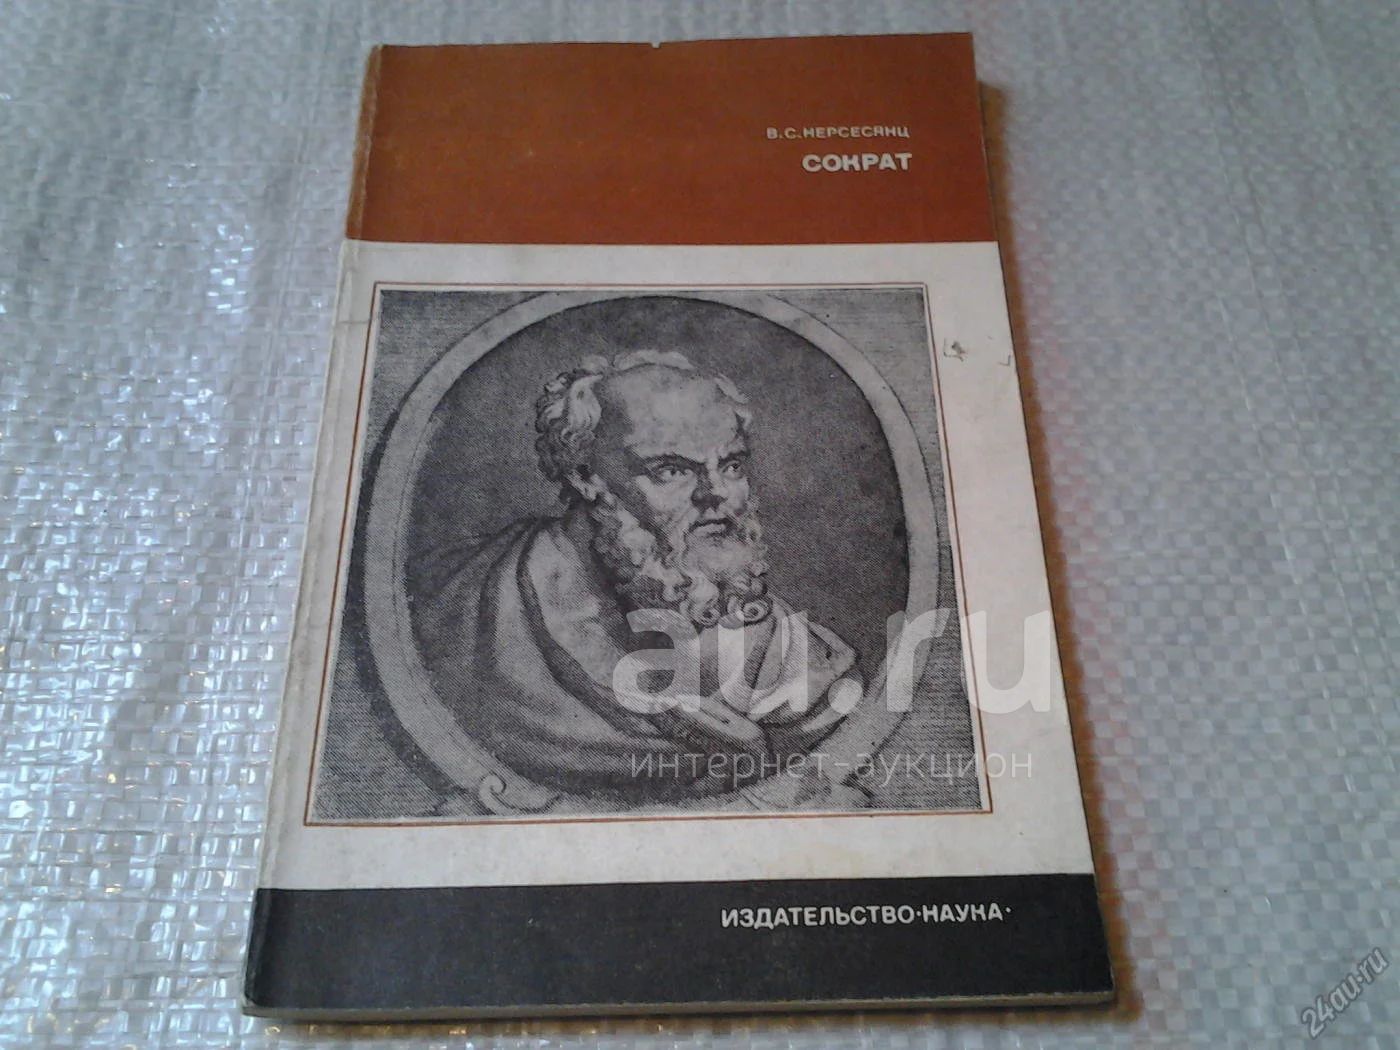 В.С.НЕРСЕСЯНЦ
СОКРАТ
au.ru
интернет-аукцион
ИЗДАТЕЛЬСТВО·НАУКА·
24au.ru